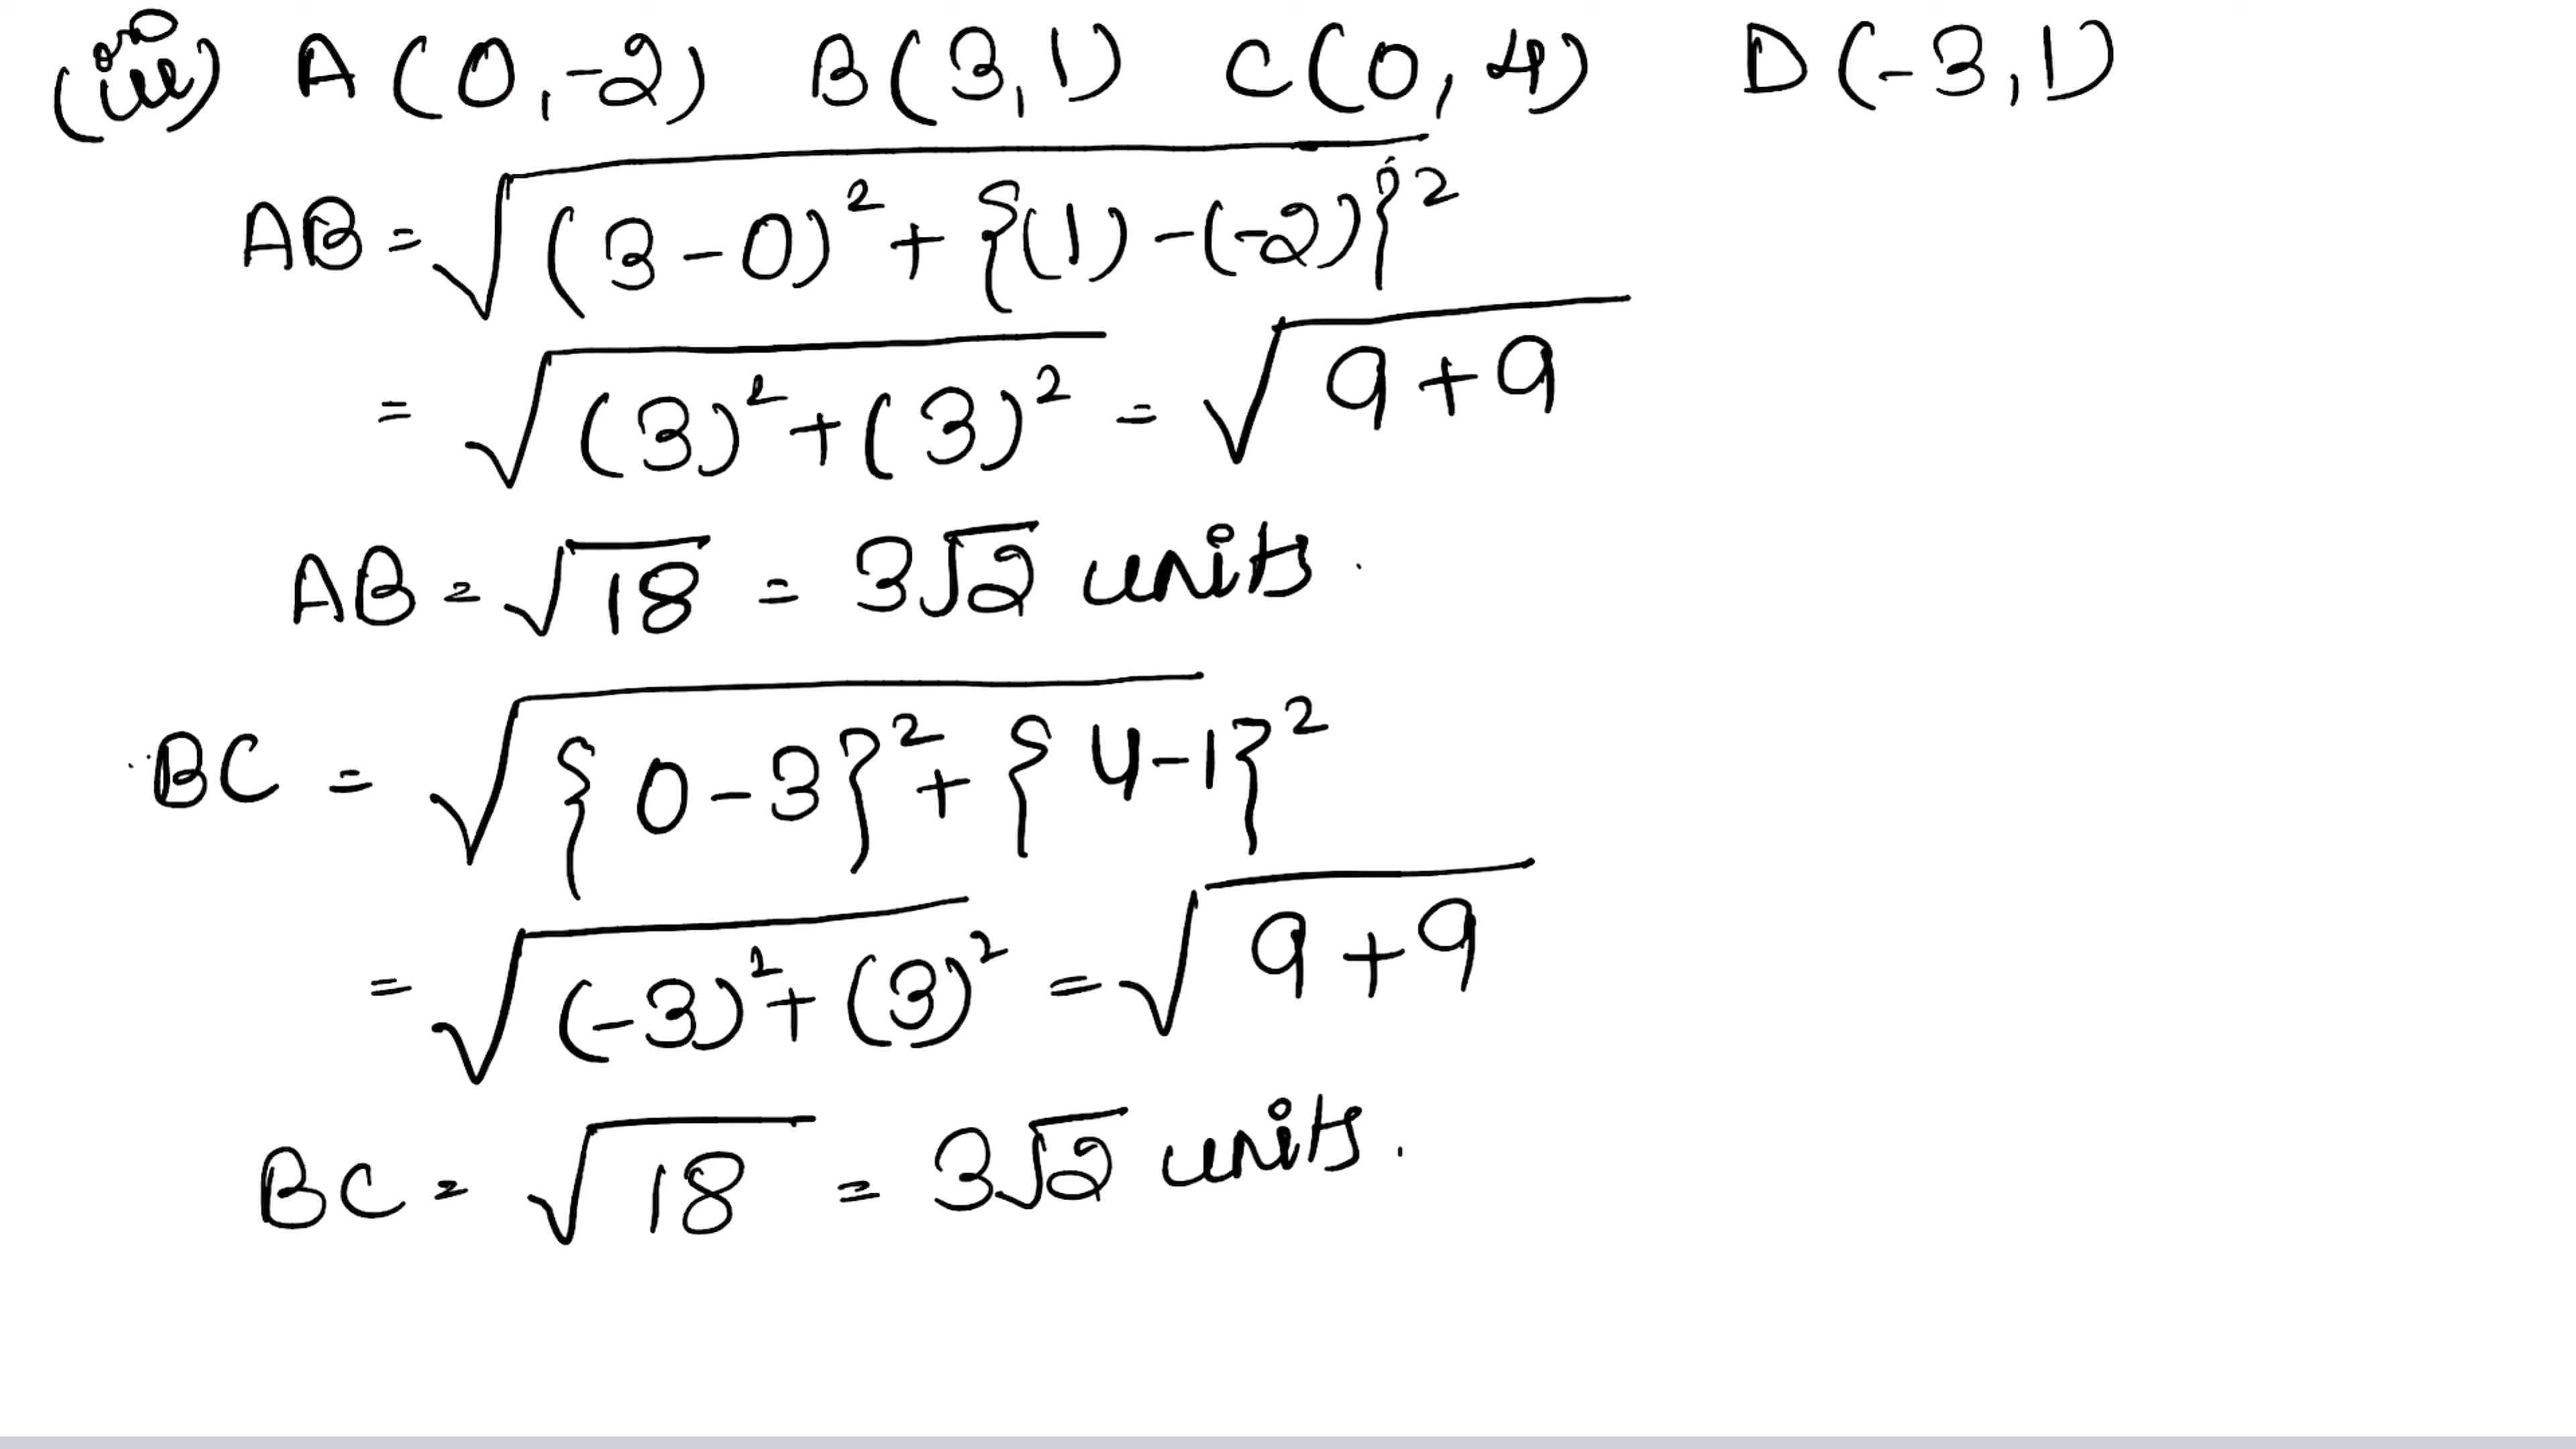 (iii) A(0,-2) B(3,1) C(0,4) D(-3,1)
AB = √(3-0)² + {(1)-(-2)}²
= √(3)²+(3)² = √9+9
AB = √18 = 3√2 units.
BC = √{0-3}² + {4-1}²
= √(-3)²+(3)² = √9+9
BC = √18 = 3√2 units.